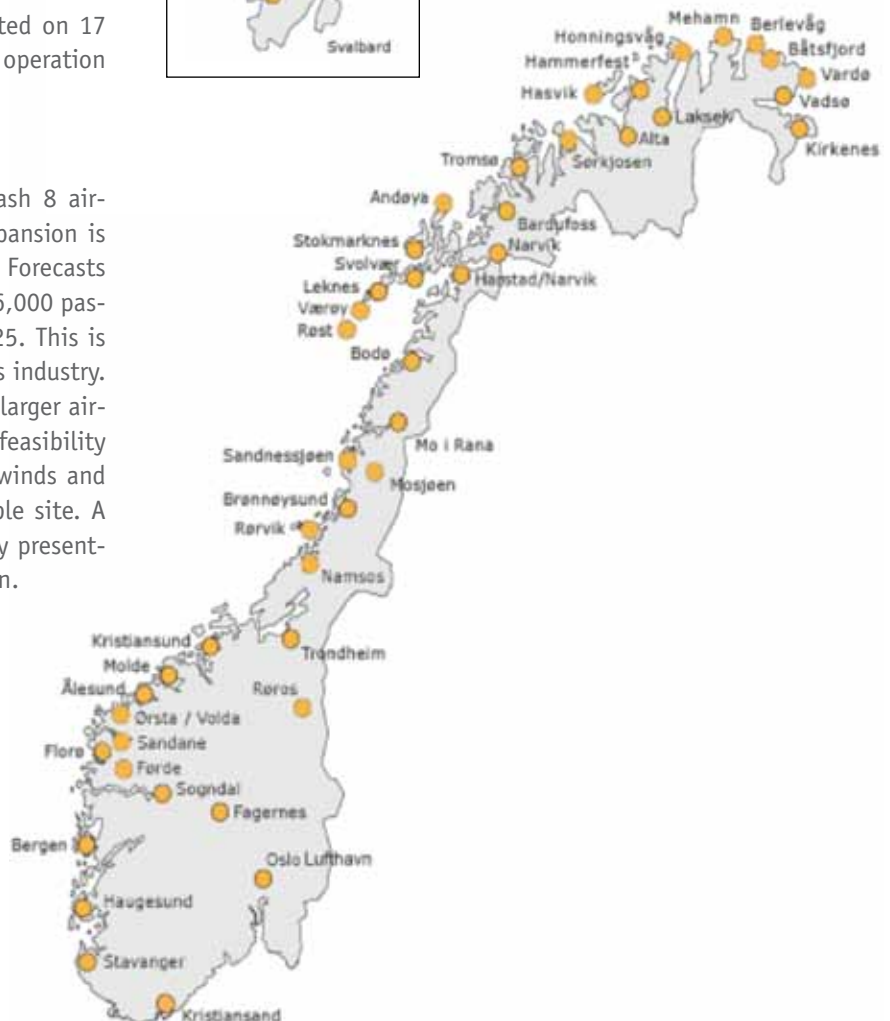 ted on 17
operation
ash 8 air-
pansion is
Forecasts
5,000 pas-
25. This is
s industry.
larger air-
feasibility
winds and
ple site. A
y present-
n.
Svalbard
Mehamn
Berlevåg
Honningsvåg
Båtsfjord
Hammerfest
Vardø
Hasvik
Vadsø
Lakselv
Alta
Kirkenes
Tromsø
Sørkjosen
Andøya
Bardufoss
Stokmarknes
Narvik
Svolvær
Harstad/Narvik
Leknes
Værøy
Røst
Bodø
Mo i Rana
Sandnessjøen
Mosjøen
Brønnøysund
Rørvik
Namsos
Kristiansund
Trondheim
Molde
Røros
Ålesund
Ørsta / Volda
Sandane
Florø
Førde
Sogndal
Fagernes
Bergen
Oslo Lufthavn
Haugesund
Stavanger
Kristiansand